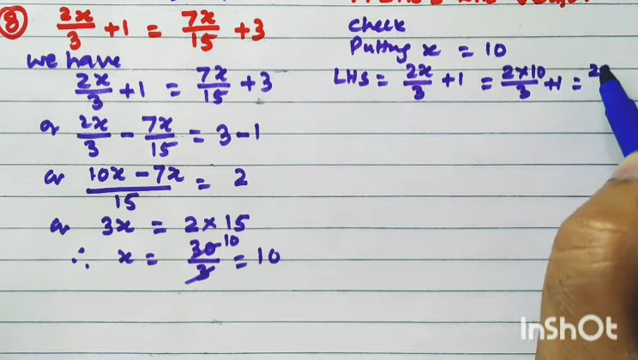 ⑧ 2x/3 + 1 = 7x/15 + 3
we have
2x/3 + 1 = 7x/15 + 3
or 2x/3 - 7x/15 = 3 - 1
or (10x - 7x)/15 = 2
or 3x = 2 × 15
∴ x = 30/3 10 = 10
check
Putting x = 10
LHS = 2x/3 + 1 = (2×10)/3 + 1 = 20
InShOt